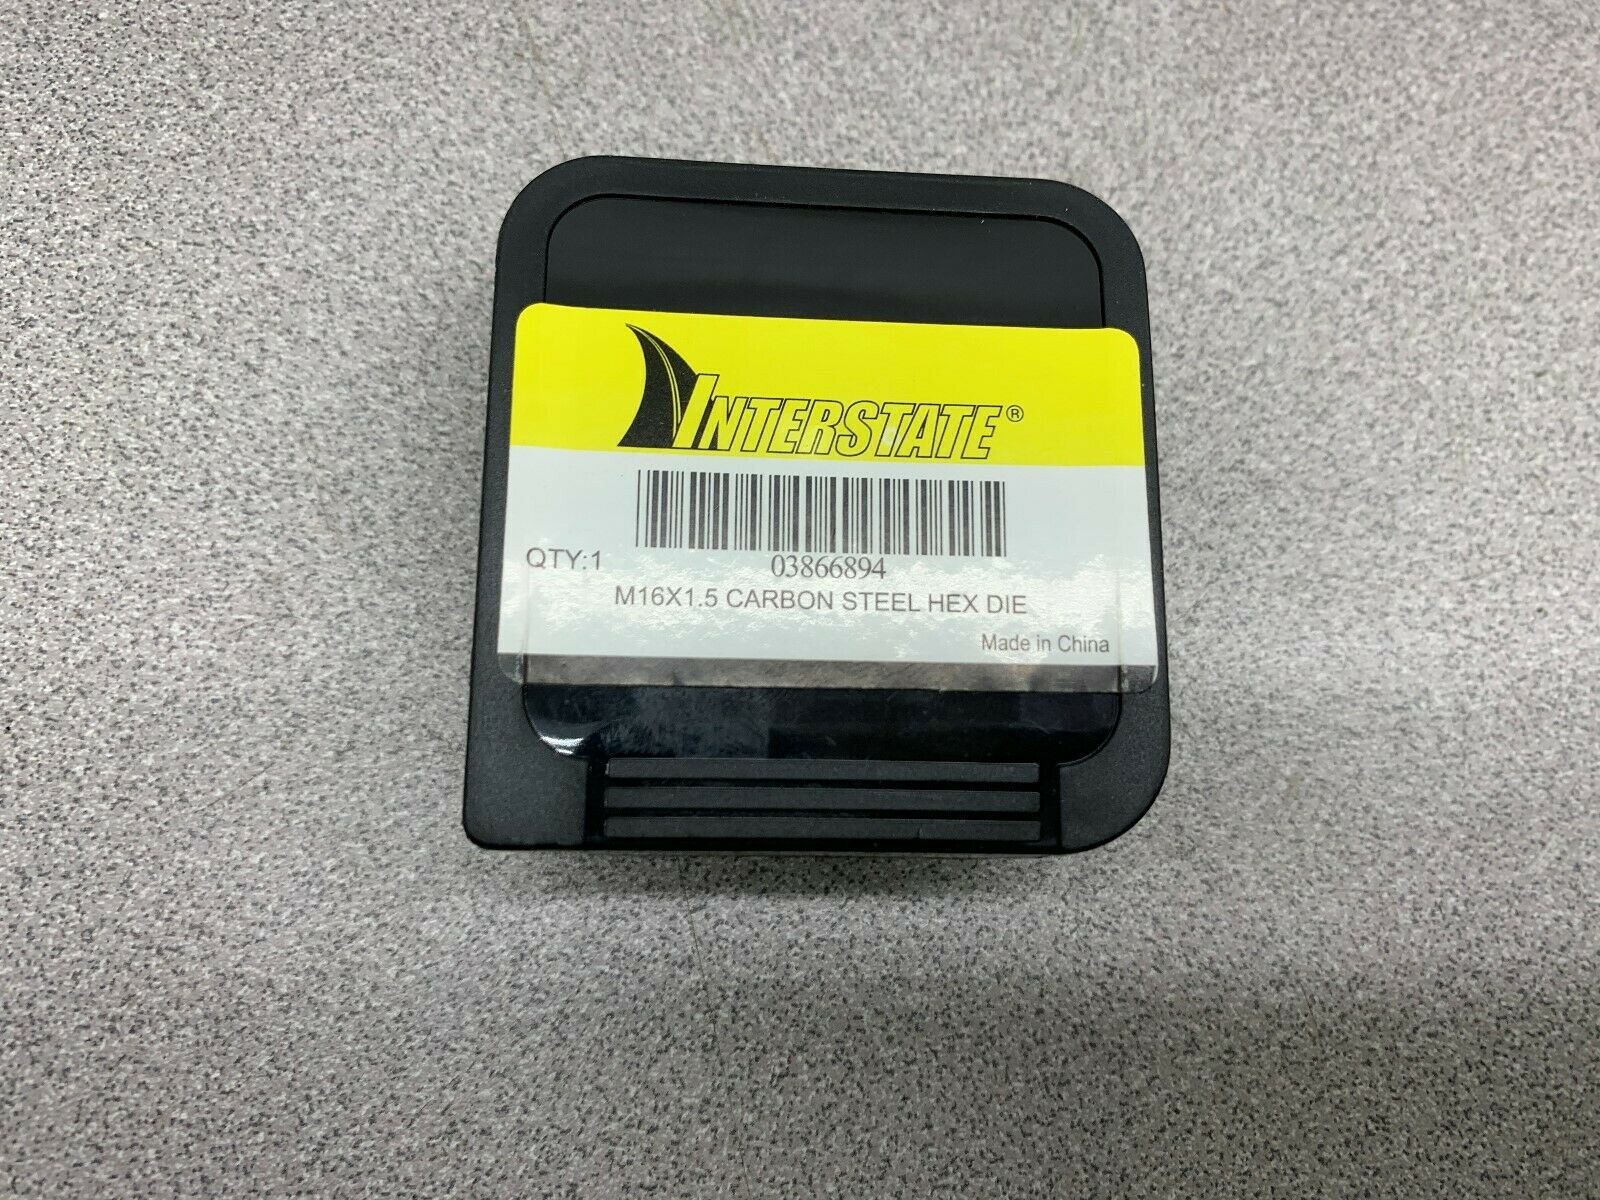 INTERSTATE®
QTY:1
03866894
M16X1.5 CARBON STEEL HEX DIE
Made in China